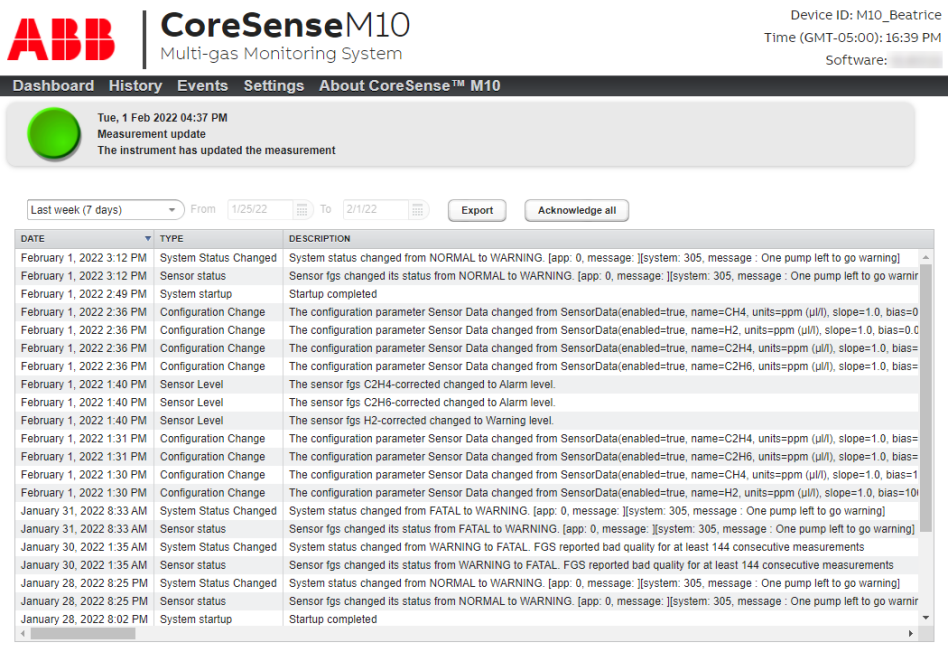 ABB
CoreSenseM10
Multi-gas Monitoring System
Device ID: M10_Beatrice
Time (GMT-05:00): 16:39 PM
Software:
Dashboard History Events Settings About CoreSense™ M10
Tue, 1 Feb 2022 04:37 PM
Measurement update
The instrument has updated the measurement
Last week (7 days) From 1/25/22 To 2/1/22 Export Acknowledge all
DATE TYPE DESCRIPTION
February 1, 2022 3:12 PM System Status Changed System status changed from NORMAL to WARNING. [app: 0, message: ][system: 305, message : One pump left to go warning]
February 1, 2022 3:12 PM Sensor status Sensor fgs changed its status from NORMAL to WARNING. [app: 0, message: ][system: 305, message : One pump left to go warnin
February 1, 2022 2:49 PM System startup Startup completed
February 1, 2022 2:36 PM Configuration Change The configuration parameter Sensor Data changed from SensorData(enabled=true, name=CH4, units=ppm (µl/l), slope=1.0, bias=0
February 1, 2022 2:36 PM Configuration Change The configuration parameter Sensor Data changed from SensorData(enabled=true, name=H2, units=ppm (µl/l), slope=1.0, bias=0.0
February 1, 2022 2:36 PM Configuration Change The configuration parameter Sensor Data changed from SensorData(enabled=true, name=C2H4, units=ppm (µl/l), slope=1.0, bias=
February 1, 2022 2:36 PM Configuration Change The configuration parameter Sensor Data changed from SensorData(enabled=true, name=C2H6, units=ppm (µl/l), slope=1.0, bias=
February 1, 2022 1:40 PM Sensor Level The sensor fgs C2H4-corrected changed to Alarm level.
February 1, 2022 1:40 PM Sensor Level The sensor fgs C2H6-corrected changed to Alarm level.
February 1, 2022 1:40 PM Sensor Level The sensor fgs H2-corrected changed to Warning level.
February 1, 2022 1:31 PM Configuration Change The configuration parameter Sensor Data changed from SensorData(enabled=true, name=C2H4, units=ppm (µl/l), slope=1.0, bias=
February 1, 2022 1:31 PM Configuration Change The configuration parameter Sensor Data changed from SensorData(enabled=true, name=C2H6, units=ppm (µl/l), slope=1.0, bias=
February 1, 2022 1:30 PM Configuration Change The configuration parameter Sensor Data changed from SensorData(enabled=true, name=CH4, units=ppm (µl/l), slope=1.0, bias=1
February 1, 2022 1:30 PM Configuration Change The configuration parameter Sensor Data changed from SensorData(enabled=true, name=H2, units=ppm (µl/l), slope=1.0, bias=10
January 31, 2022 8:33 AM System Status Changed System status changed from FATAL to WARNING. [app: 0, message: ][system: 305, message : One pump left to go warning]
January 31, 2022 8:33 AM Sensor status Sensor fgs changed its status from FATAL to WARNING. [app: 0, message: ][system: 305, message : One pump left to go warning]
January 30, 2022 1:35 AM System Status Changed System status changed from WARNING to FATAL. FGS reported bad quality for at least 144 consecutive measurements
January 30, 2022 1:35 AM Sensor status Sensor fgs changed its status from WARNING to FATAL. FGS reported bad quality for at least 144 consecutive measurements
January 28, 2022 8:25 PM System Status Changed System status changed from NORMAL to WARNING. [app: 0, message: ][system: 305, message : One pump left to go warning]
January 28, 2022 8:25 PM Sensor status Sensor fgs changed its status from NORMAL to WARNING. [app: 0, message: ][system: 305, message : One pump left to go warnin
January 28, 2022 8:02 PM System startup Startup completed